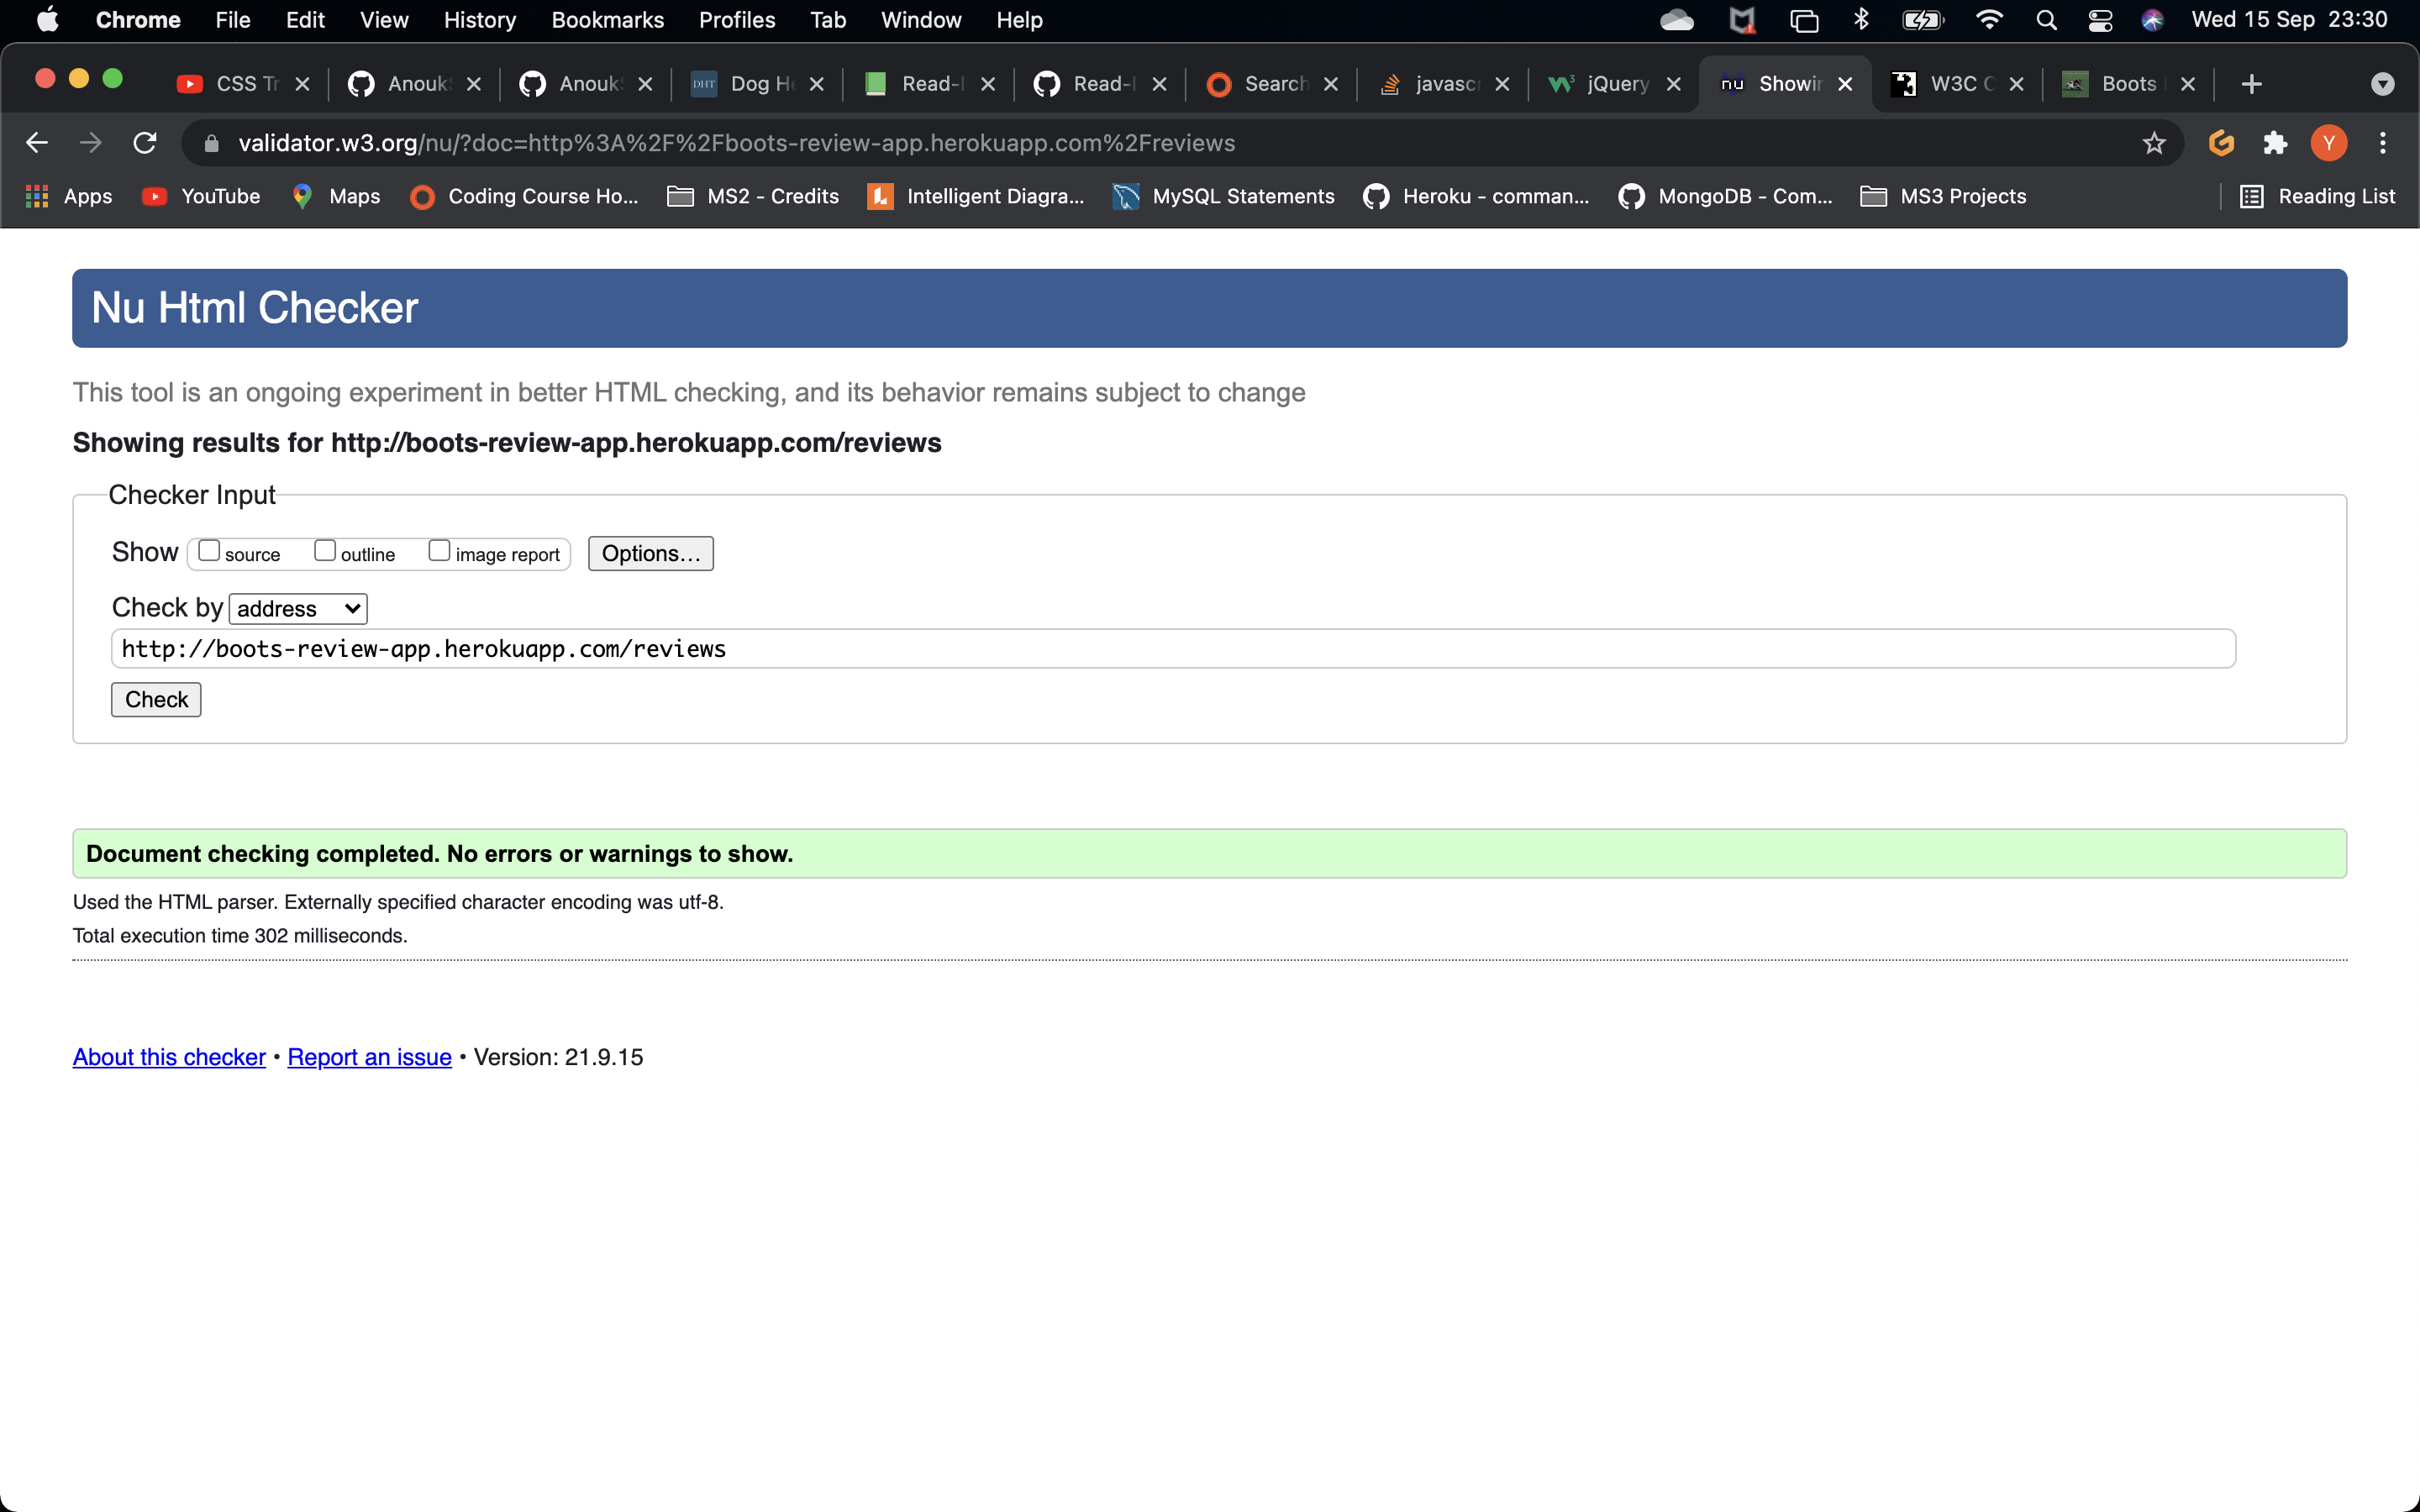 Chrome File Edit View History Bookmarks Profiles Tab Window Help Wed 15 Sep 23:30
CSS Tr Anouk Anouk DHT Dog H Read- Read- Search javasc jQuery nu Showin W3C C Boots
validator.w3.org/nu/?doc=http%3A%2F%2Fboots-review-app.herokuapp.com%2Freviews Y
Apps YouTube Maps Coding Course Ho... MS2 - Credits Intelligent Diagra... MySQL Statements Heroku - comman... MongoDB - Com... MS3 Projects Reading List
Nu Html Checker
This tool is an ongoing experiment in better HTML checking, and its behavior remains subject to change
Showing results for http://boots-review-app.herokuapp.com/reviews
Checker Input
Show source outline image report Options...
Check by address
http://boots-review-app.herokuapp.com/reviews
Check
Document checking completed. No errors or warnings to show.
Used the HTML parser. Externally specified character encoding was utf-8.
Total execution time 302 milliseconds.
About this checker • Report an issue • Version: 21.9.15